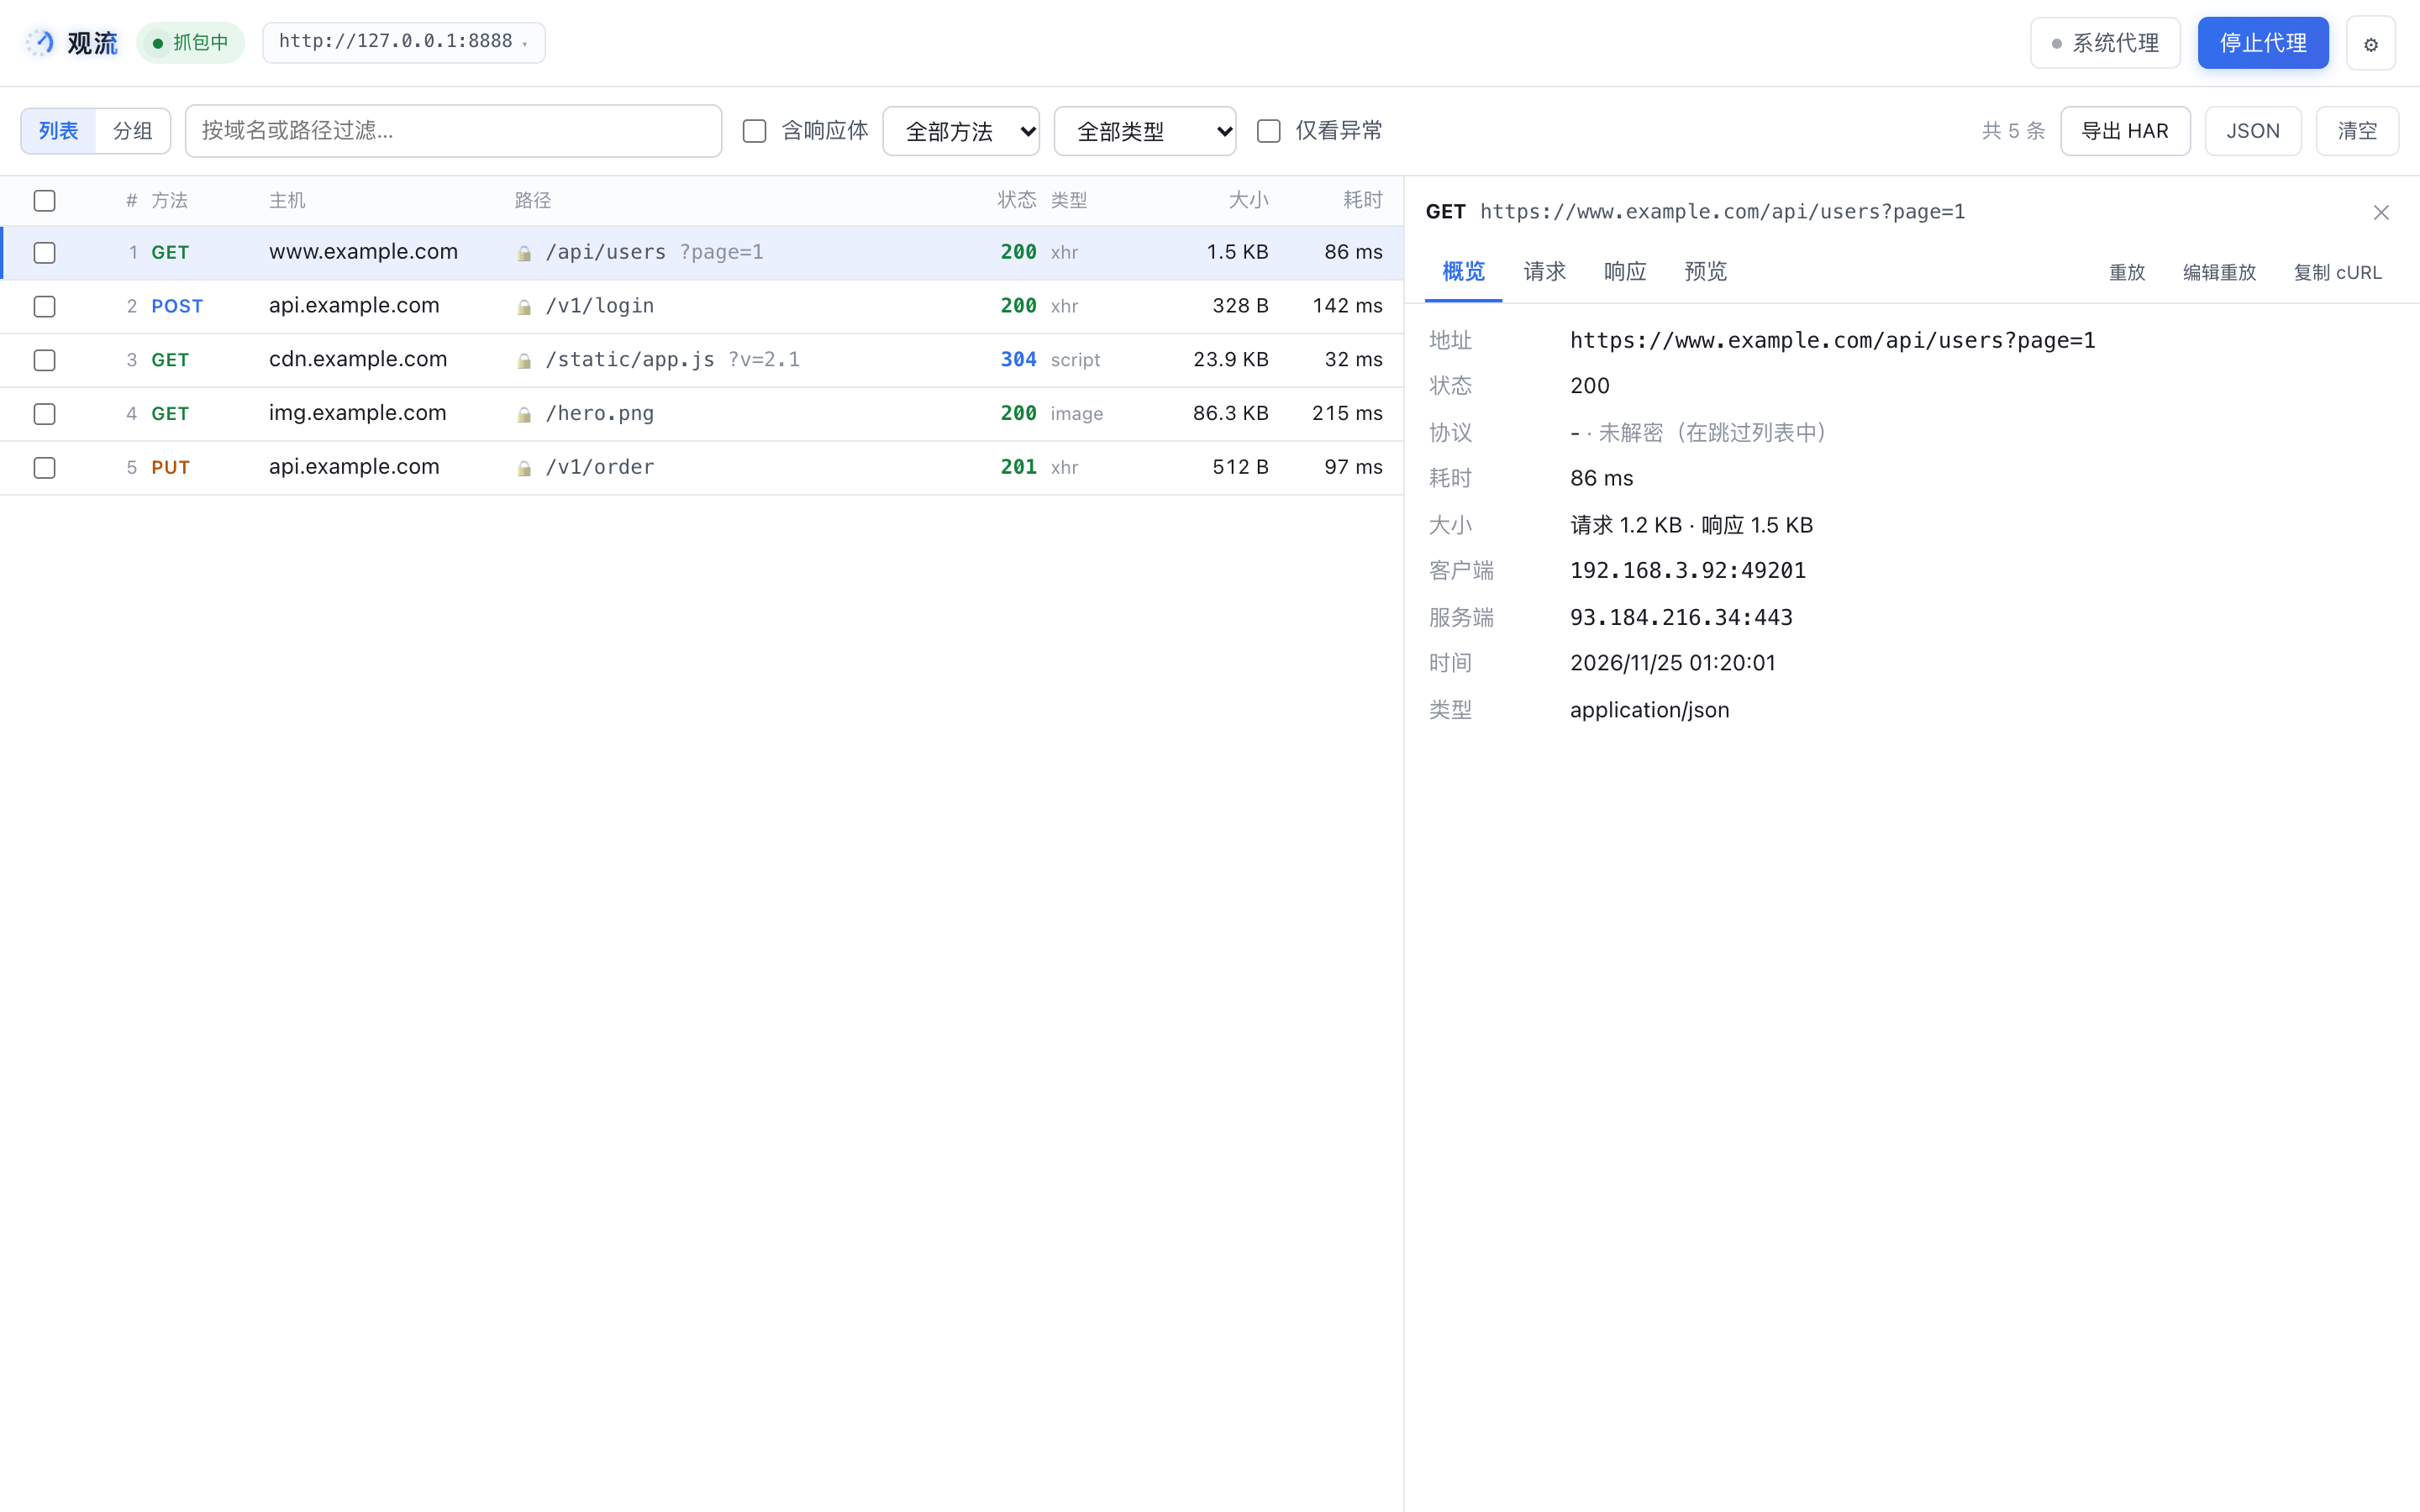 观流 抓包中 http://127.0.0.1:8888 系统代理 停止代理
列表 分组 按域名或路径过滤... 含响应体 全部方法 全部类型 仅看异常 共 5 条 导出 HAR JSON 清空
# 方法 主机 路径 状态 类型 大小 耗时
1 GET www.example.com /api/users ?page=1 200 xhr 1.5 KB 86 ms
2 POST api.example.com /v1/login 200 xhr 328 B 142 ms
3 GET cdn.example.com /static/app.js ?v=2.1 304 script 23.9 KB 32 ms
4 GET img.example.com /hero.png 200 image 86.3 KB 215 ms
5 PUT api.example.com /v1/order 201 xhr 512 B 97 ms
GET https://www.example.com/api/users?page=1
概览 请求 响应 预览 重放 编辑重放 复制 cURL
地址 https://www.example.com/api/users?page=1
状态 200
协议 - · 未解密（在跳过列表中）
耗时 86 ms
大小 请求 1.2 KB · 响应 1.5 KB
客户端 192.168.3.92:49201
服务端 93.184.216.34:443
时间 2026/11/25 01:20:01
类型 application/json